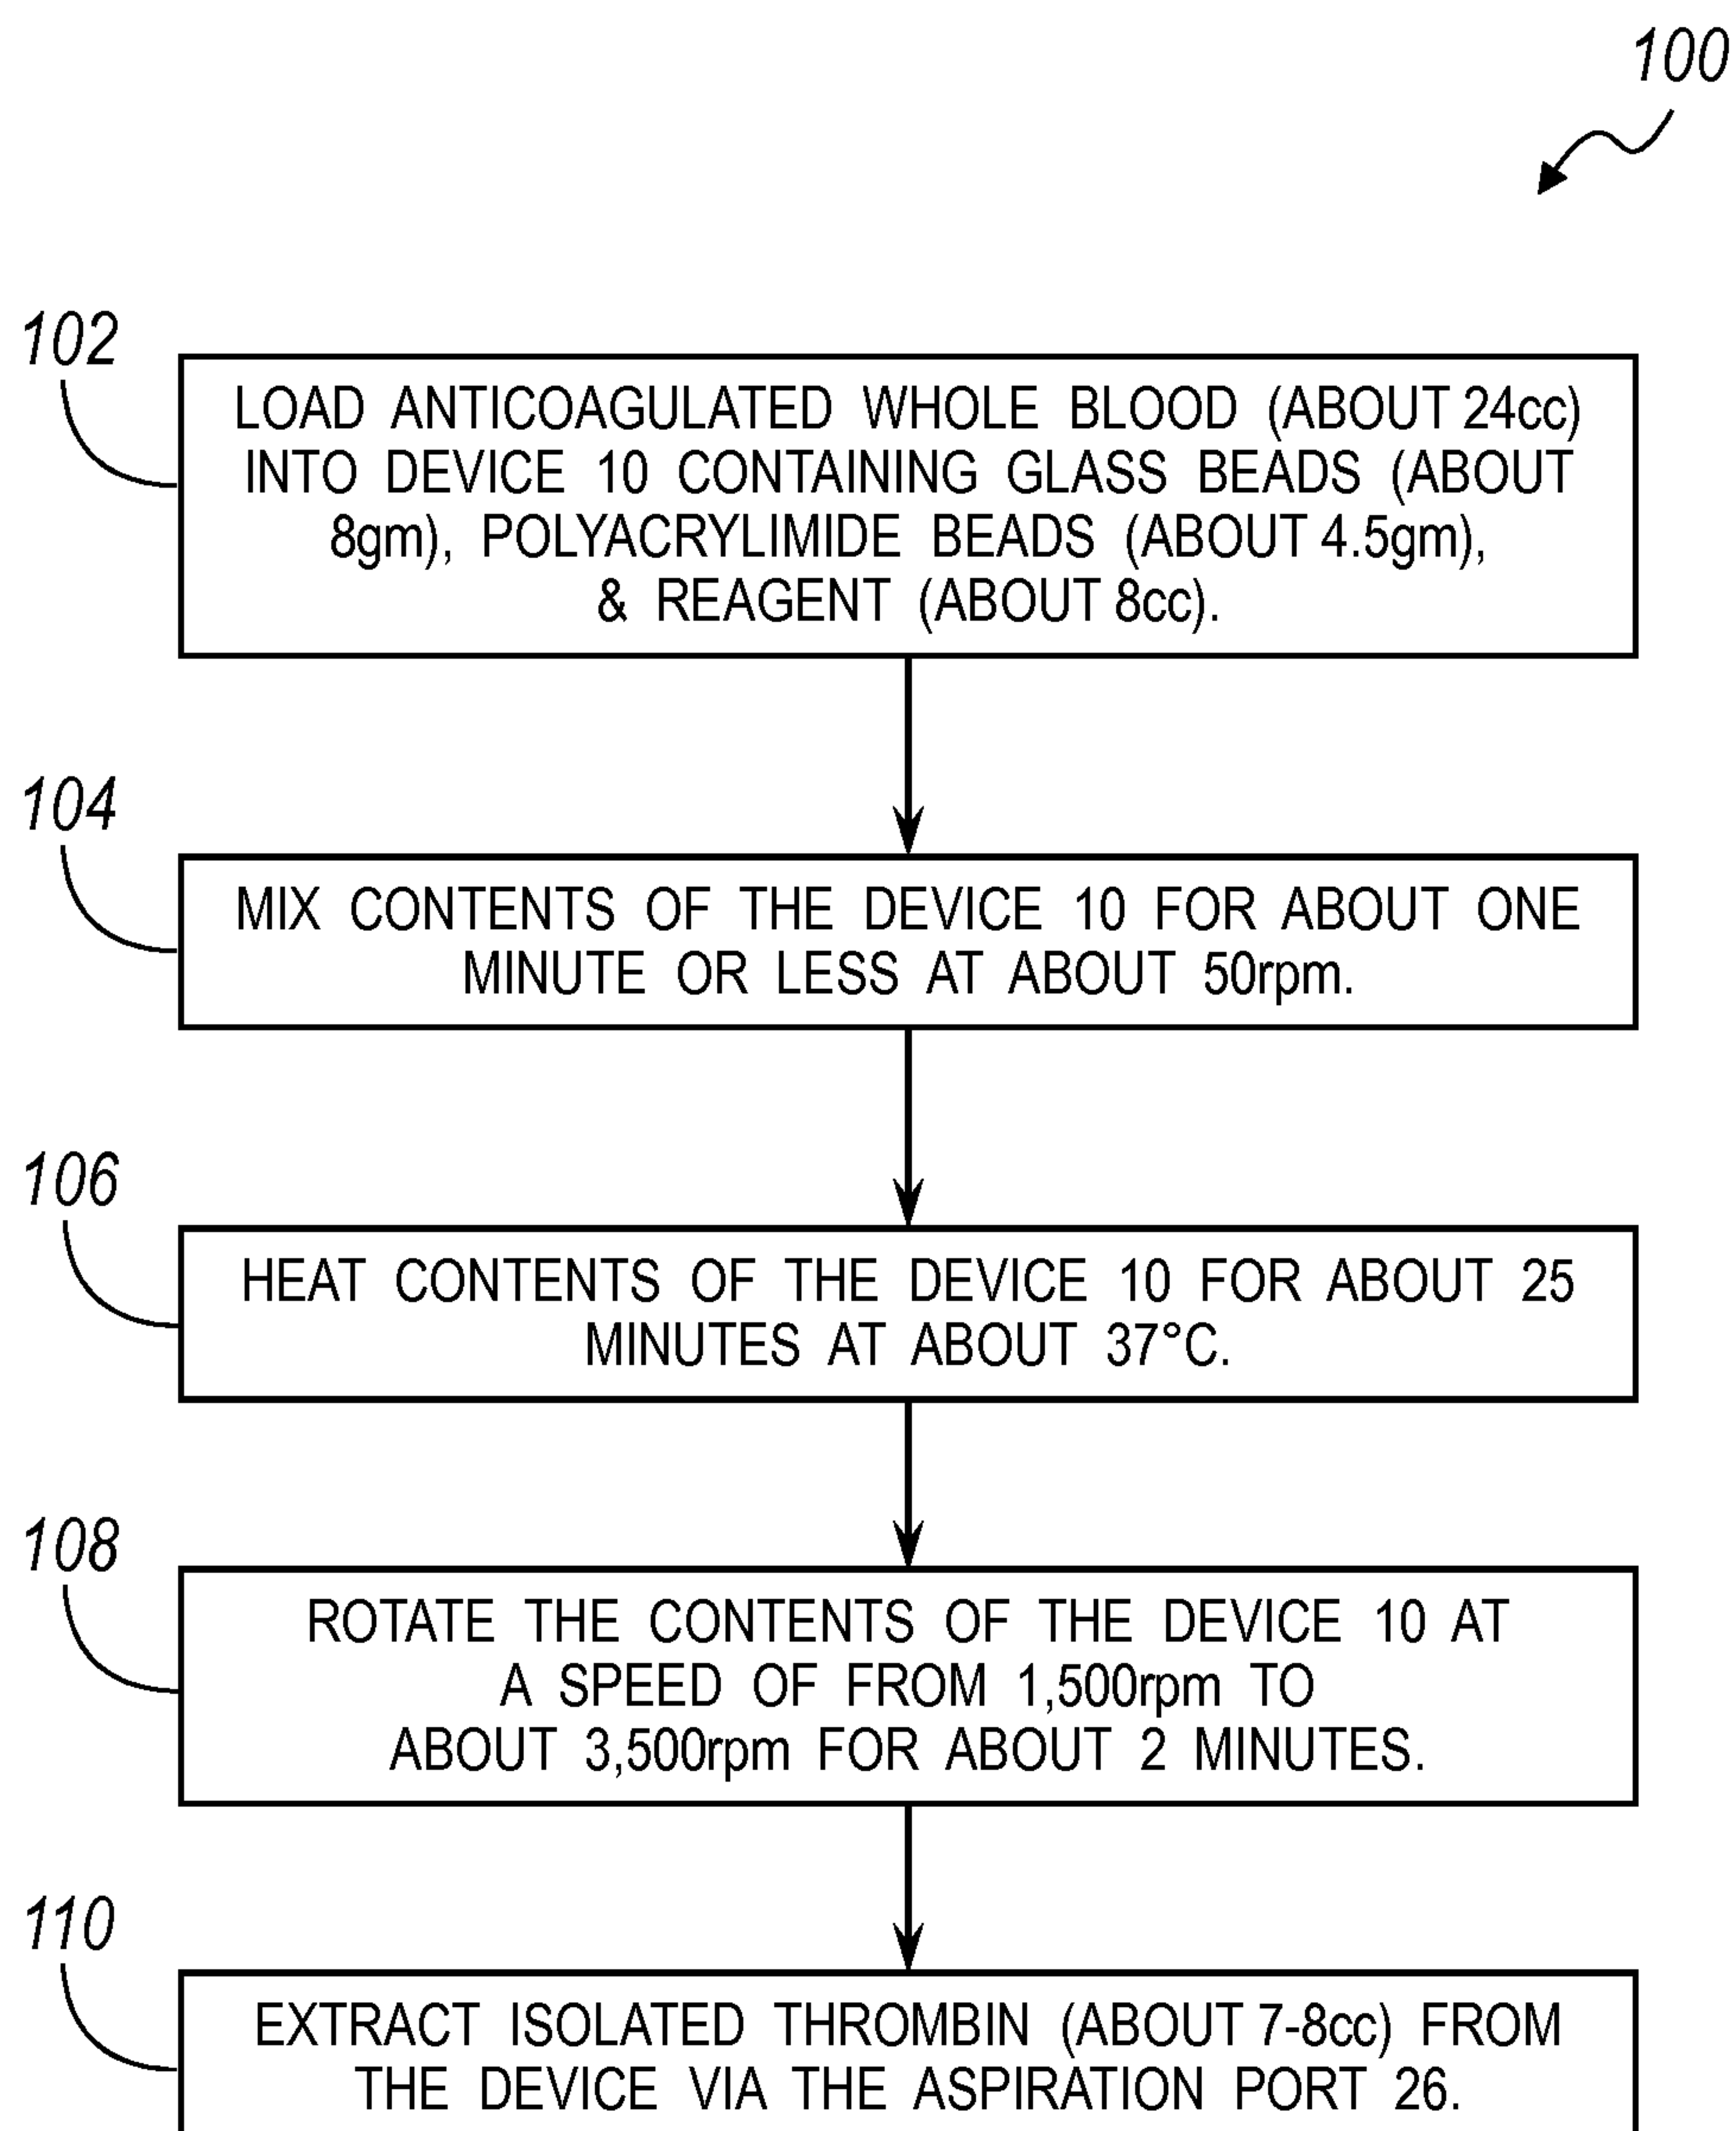 100
102
LOAD ANTICOAGULATED WHOLE BLOOD (ABOUT 24cc)
INTO DEVICE 10 CONTAINING GLASS BEADS (ABOUT
8gm), POLYACRYLIMIDE BEADS (ABOUT 4.5gm),
& REAGENT (ABOUT 8cc).
104
MIX CONTENTS OF THE DEVICE 10 FOR ABOUT ONE
MINUTE OR LESS AT ABOUT 50rpm.
106
HEAT CONTENTS OF THE DEVICE 10 FOR ABOUT 25
MINUTES AT ABOUT 37°C.
108
ROTATE THE CONTENTS OF THE DEVICE 10 AT
A SPEED OF FROM 1,500rpm TO
ABOUT 3,500rpm FOR ABOUT 2 MINUTES.
110
EXTRACT ISOLATED THROMBIN (ABOUT 7-8cc) FROM
THE DEVICE VIA THE ASPIRATION PORT 26.